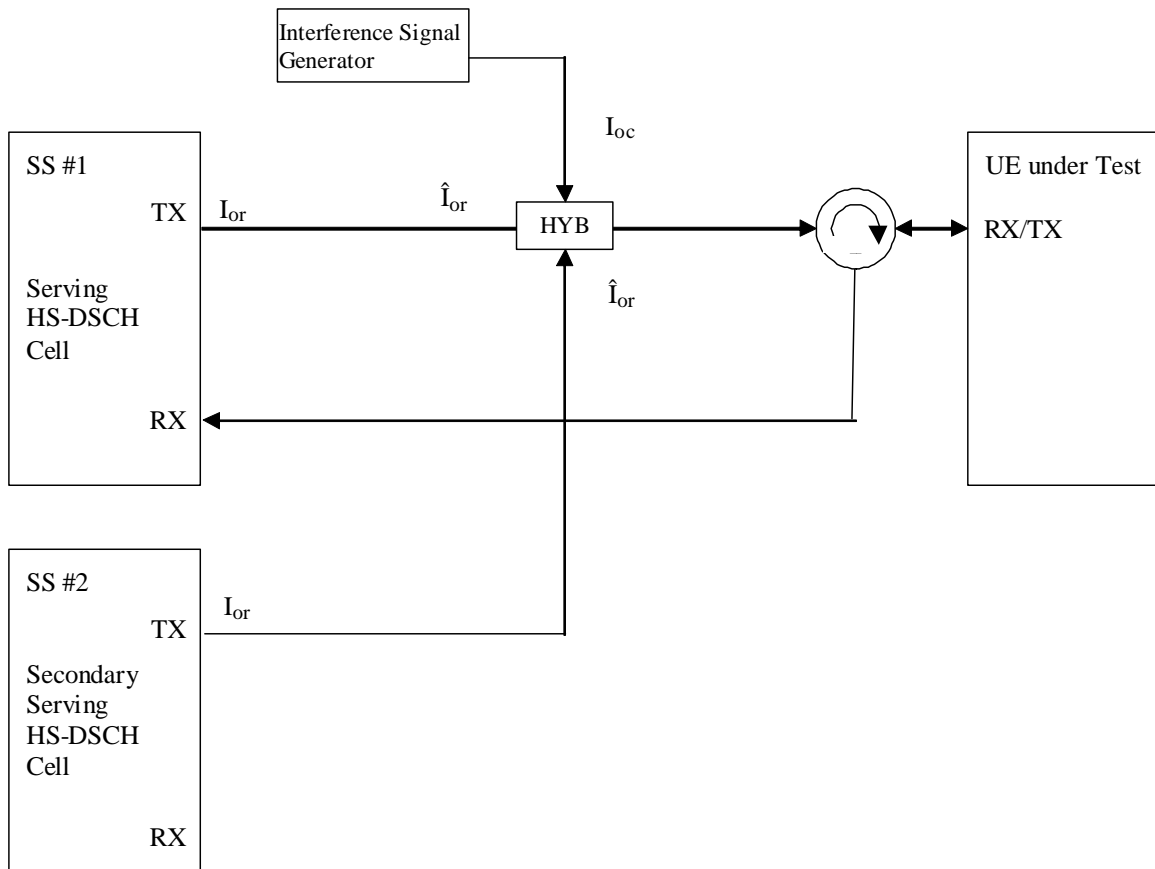 Interference Signal
Generator
I_oc
SS #1
TX
I_or
Î_or
HYB
UE under Test
RX/TX
Serving
HS-DSCH
Cell
Î_or
RX
SS #2
I_or
TX
Secondary
Serving
HS-DSCH
Cell
RX